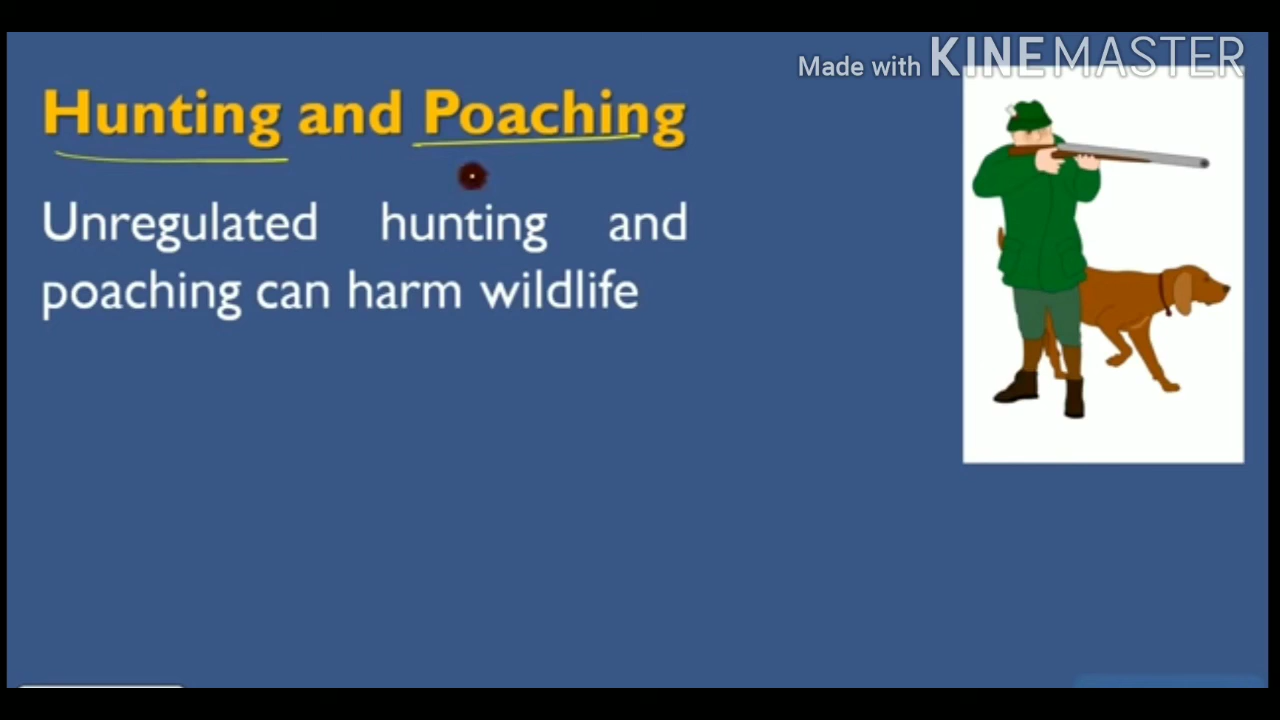 Made with KINEMASTER
Hunting and Poaching
Unregulated hunting and
poaching can harm wildlife